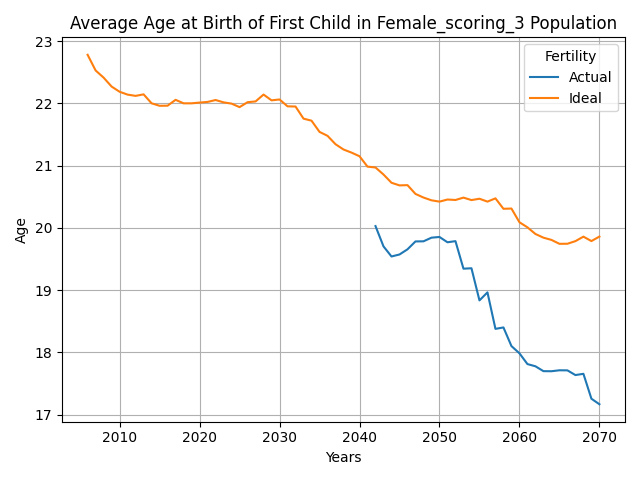 Average Age at Birth of First Child in Female_scoring_3 Population
Fertility
Actual
Ideal
Age
23
22
21
20
19
18
17
2010 2020 2030 2040 2050 2060 2070
Years